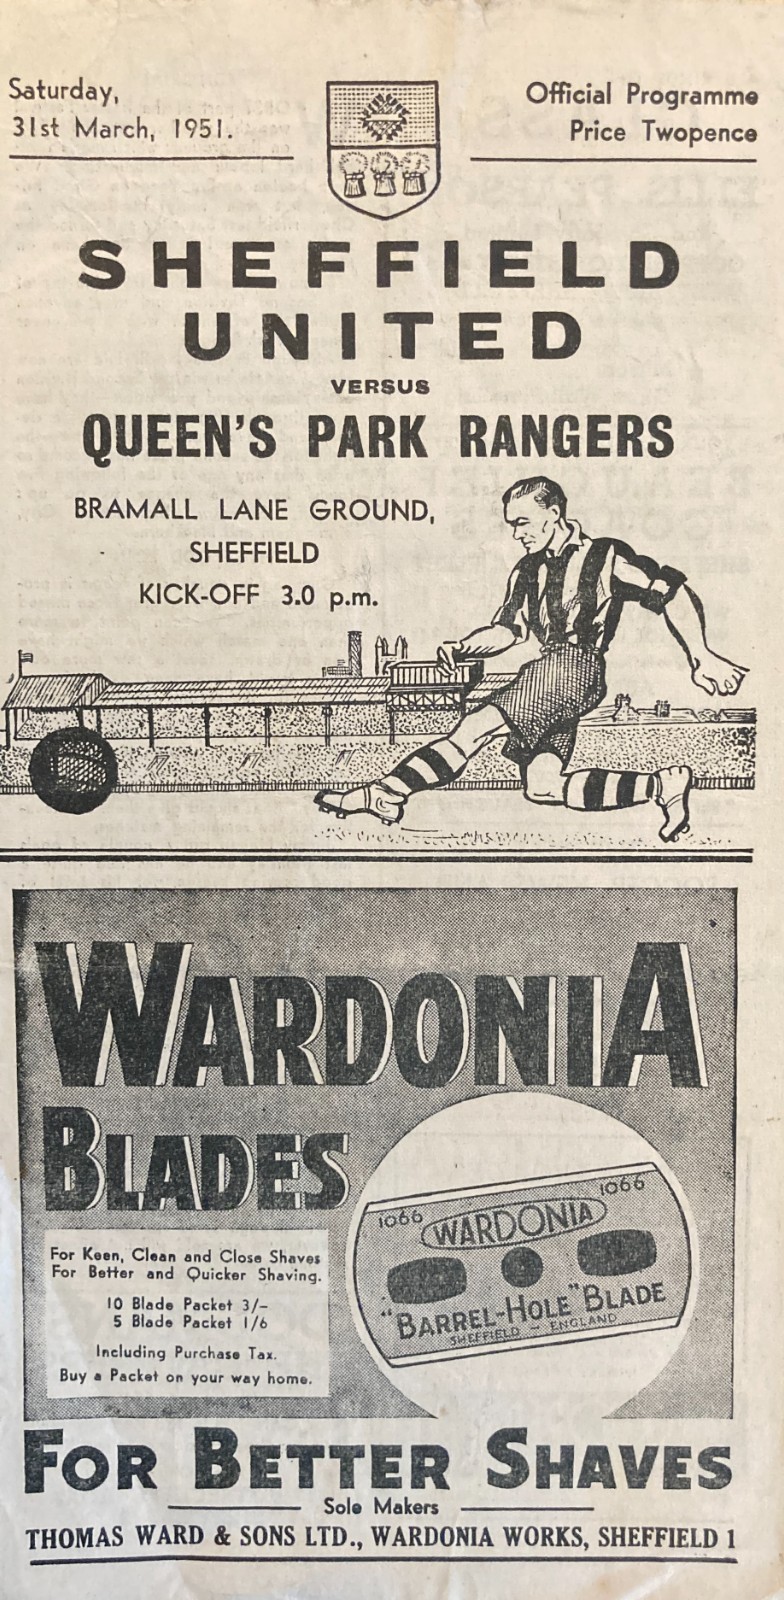 Saturday,
31st March, 1951.
Official Programme
Price Twopence
SHEFFIELD
UNITED
VERSUS
QUEEN'S PARK RANGERS
BRAMALL LANE GROUND,
SHEFFIELD
KICK-OFF 3.0 p.m.
WARDONIA
BLADES
For Keen, Clean and Close Shaves
For Better and Quicker Shaving.
10 Blade Packet 3/-
5 Blade Packet 1/6
Including Purchase Tax.
Buy a Packet on your way home.
1066 WARDONIA 1066
"BARREL-HOLE" BLADE
SHEFFIELD - ENGLAND
FOR BETTER SHAVES
Sole Makers
THOMAS WARD & SONS LTD., WARDONIA WORKS, SHEFFIELD 1